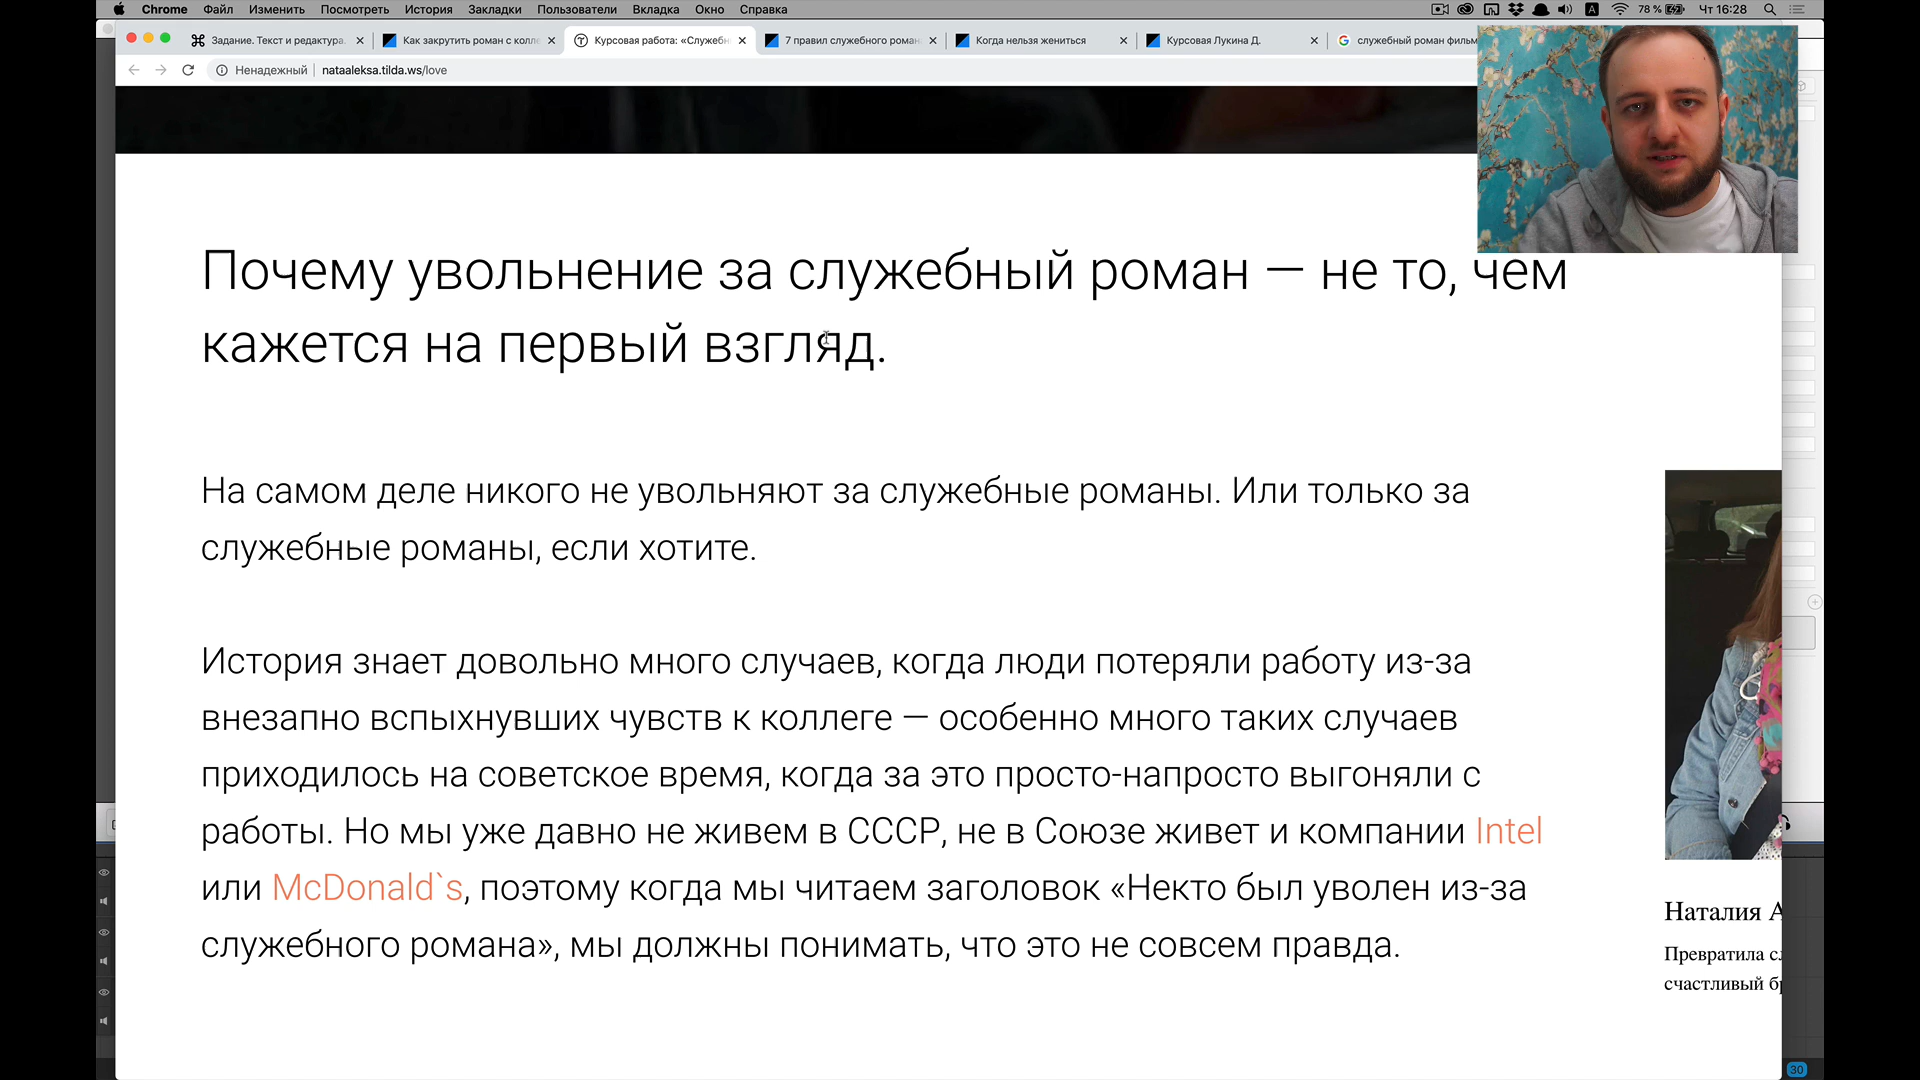 Chrome Файл Изменить Посмотреть История Закладки Пользователи Вкладка Окно Справка
78 % Чт 16:28
Задание. Текст и редактура.
Как закрутить роман с колле
Курсовая работа: «Служебн
7 правил служебного роман
Когда нельзя жениться
Курсовая Лукина Д.
служебный роман фильм
Ненадежный nataaleksa.tilda.ws/love
Почему увольнение за служебный роман — не то, чем
кажется на первый взгляд.
На самом деле никого не увольняют за служебные романы. Или только за
служебные романы, если хотите.
История знает довольно много случаев, когда люди потеряли работу из-за
внезапно вспыхнувших чувств к коллеге — особенно много таких случаев
приходилось на советское время, когда за это просто-напросто выгоняли с
работы. Но мы уже давно не живем в СССР, не в Союзе живет и компании Intel
или McDonald`s, поэтому когда мы читаем заголовок «Некто был уволен из-за
служебного романа», мы должны понимать, что это не совсем правда.
Наталия А
Превратила сл
счастливый бр
30